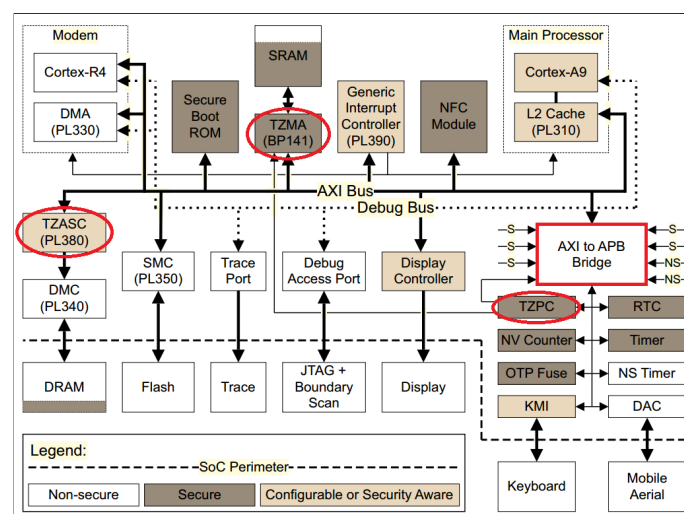 Modem
Cortex-R4
DMA
(PL330)
Secure
Boot
ROM
SRAM
TZMA
(BP141)
Generic
Interrupt
Controller
(PL390)
NFC
Module
Main Processor
Cortex-A9
L2 Cache
(PL310)
AXI Bus
Debug Bus
TZASC
(PL380)
DMC
(PL340)
SMC
(PL350)
Trace
Port
Debug
Access Port
Display
Controller
AXI to APB
Bridge
S
S
S
S
S
NS
NS
TZPC
RTC
NV Counter
Timer
OTP Fuse
NS Timer
KMI
DAC
DRAM
Flash
Trace
JTAG +
Boundary
Scan
Display
Keyboard
Mobile
Aerial
Legend:
SoC Perimeter
Non-secure
Secure
Configurable or Security Aware